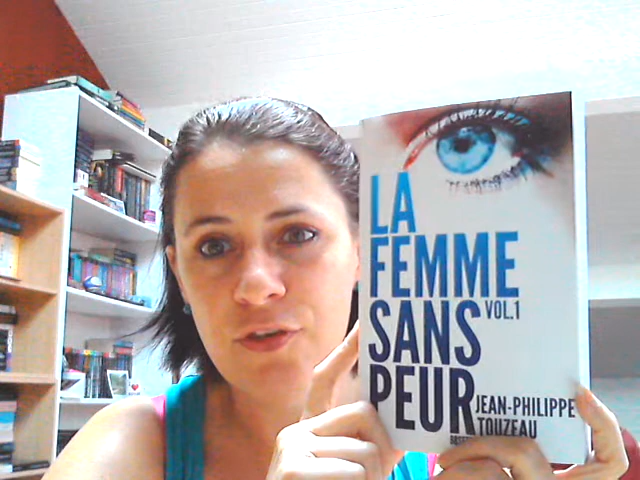 LA
FEMME
SANS
VOL.1
PEUR
JEAN-PHILIPPE
TOUZEAU